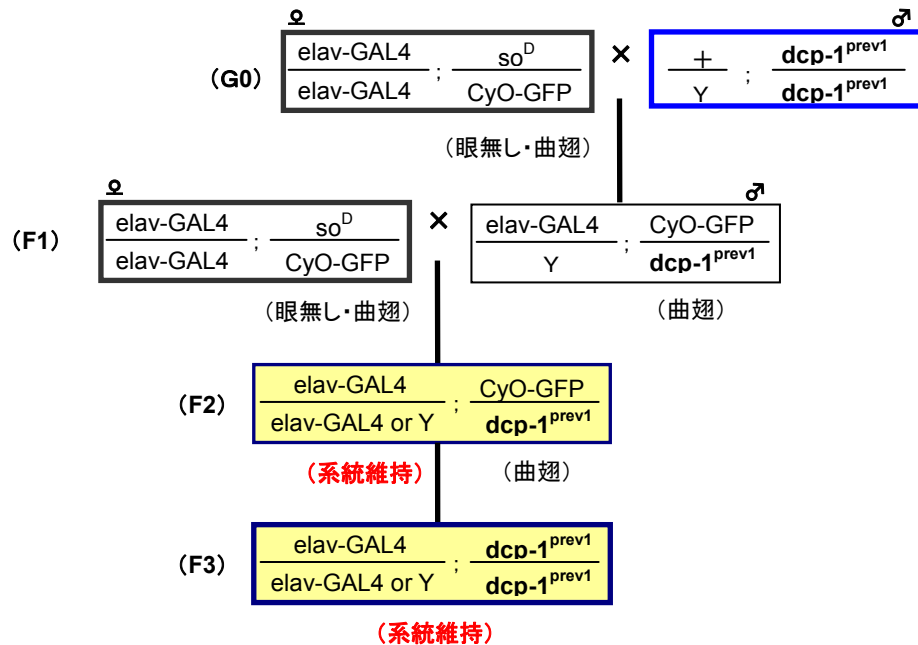 ♀ ♂
(G0) elav-GAL4 / elav-GAL4 ; so^D / CyO-GFP × + / Y ; dcp-1^prev1 / dcp-1^prev1
(眼無し・曲翅)
♀ ♂
(F1) elav-GAL4 / elav-GAL4 ; so^D / CyO-GFP × elav-GAL4 / Y ; CyO-GFP / dcp-1^prev1
(眼無し・曲翅) (曲翅)
(F2) elav-GAL4 / elav-GAL4 or Y ; CyO-GFP / dcp-1^prev1
(系統維持) (曲翅)
(F3) elav-GAL4 / elav-GAL4 or Y ; dcp-1^prev1 / dcp-1^prev1
(系統維持)